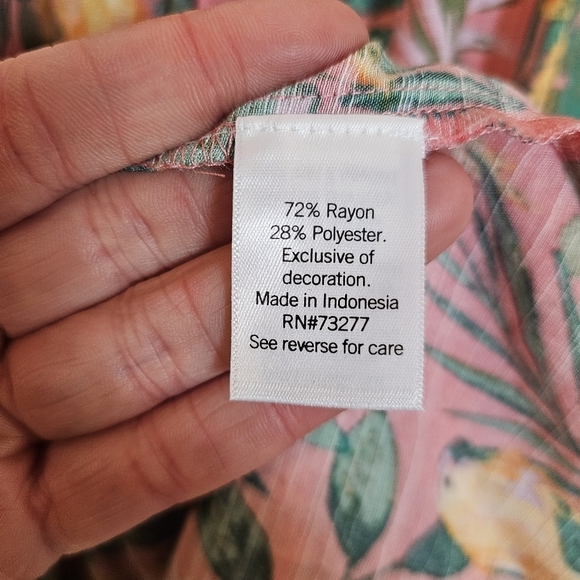 72% Rayon
28% Polyester.
Exclusive of
decoration.
Made in Indonesia
RN#73277
See reverse for care